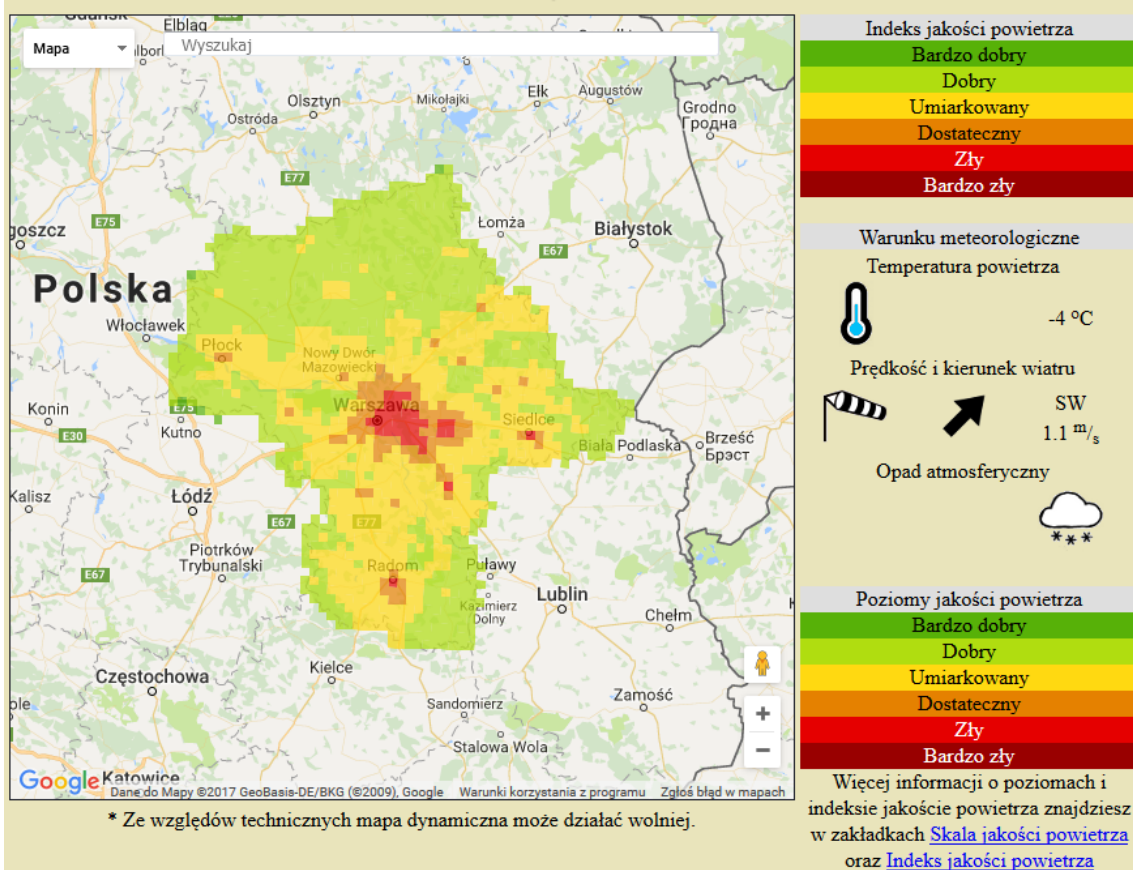 Elbląg
Mapa
Wyszukaj
Olsztyn
Mikołajki
Ełk
Augustów
Ostróda
Grodno
Гродна
E77
Łomża
Białystok
E75
goszcz
E67
Polska
Włocławek
Płock
Nowy Dwór
Mazowiecki
Konin
E75
Warszawa
Siedlce
Kutno
E30
Biała Podlaska
Brześć
Брэст
Kalisz
Łódź
E67
E77
Piotrków
Trybunalski
Radom
Puławy
E67
Lublin
Kazimierz
Dolny
Chełm
Kielce
Częstochowa
Zamość
Sandomierz
Stalowa Wola
+
−
Google
Katowice
Dane do Mapy ©2017 GeoBasis-DE/BKG (©2009), Google Warunki korzystania z programu Zgłoś błąd w mapach
* Ze względów technicznych mapa dynamiczna może działać wolniej.
Indeks jakości powietrza
Bardzo dobry
Dobry
Umiarkowany
Dostateczny
Zły
Bardzo zły
Warunku meteorologiczne
Temperatura powietrza
-4 °C
Prędkość i kierunek wiatru
SW
1.1 m/s
Opad atmosferyczny
Poziomy jakości powietrza
Bardzo dobry
Dobry
Umiarkowany
Dostateczny
Zły
Bardzo zły
Więcej informacji o poziomach i
indeksie jakoście powietrza znajdziesz
w zakładkach Skala jakości powietrza
oraz Indeks jakości powietrza